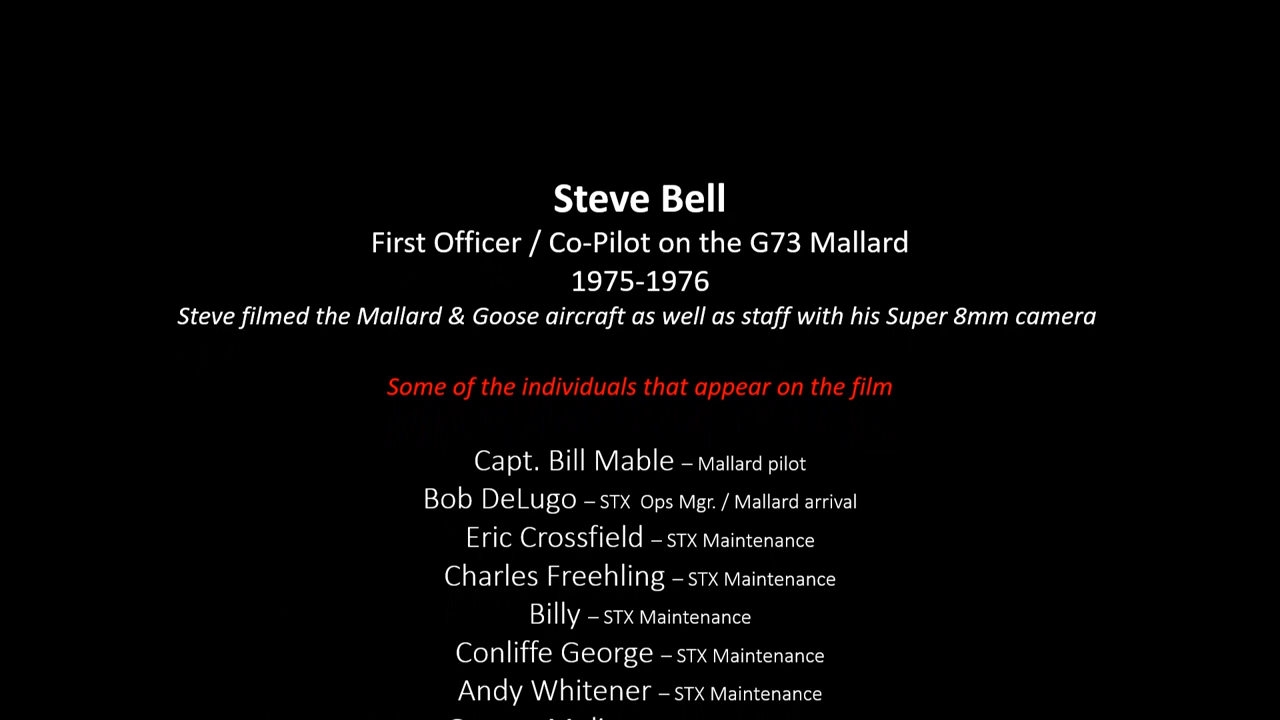 Steve Bell
First Officer / Co-Pilot on the G73 Mallard
1975-1976
Steve filmed the Mallard & Goose aircraft as well as staff with his Super 8mm camera
Some of the individuals that appear on the film
Capt. Bill Mable – Mallard pilot
Bob DeLugo – STX Ops Mgr. / Mallard arrival
Eric Crossfield – STX Maintenance
Charles Freehling – STX Maintenance
Billy – STX Maintenance
Conliffe George – STX Maintenance
Andy Whitener – STX Maintenance